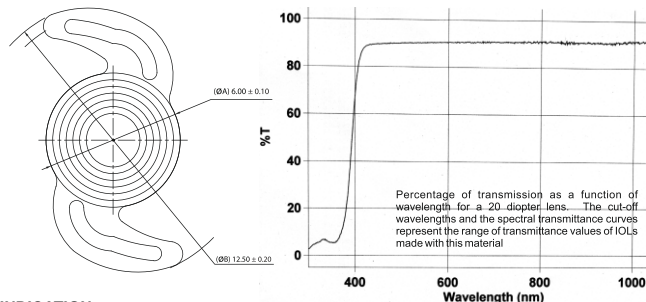 (ØA) 6.00 ± 0.10
(ØB) 12.50 ± 0.20
100
80
60
40
20
0
%T
Percentage of transmission as a function of
wavelength for a 20 diopter lens. The cut-off
wavelengths and the spectral transmittance curves
represent the range of transmittance values of IOLs
made with this material
400
600
800
1000
Wavelength (nm)